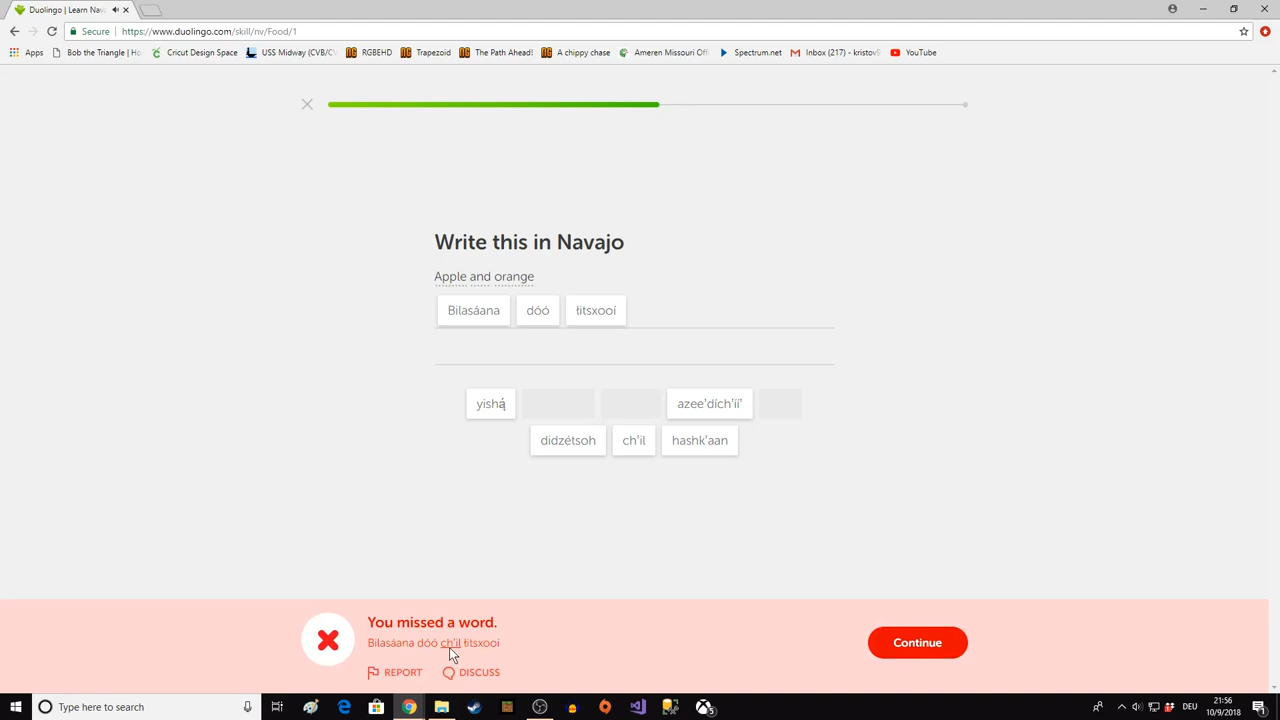 Duolingo | Learn Nav
Secure https://www.duolingo.com/skill/nv/Food/1
Apps Bob the Triangle | Ho Cricut Design Space USS Midway (CVB/CV RGBEHD Trapezoid The Path Ahead! A chippy chase Ameren Missouri Offi Spectrum.net Inbox (217) - kristov9 YouTube
Write this in Navajo
Apple and orange
Bilasáana dóó łitsxooí
yishą́ azee'dích'íí'
didzétsoh ch'il hashk'aan
You missed a word.
Bilasáana dóó ch'il łitsxooí
REPORT DISCUSS
Continue
Type here to search
DEU
21:56
10/9/2018